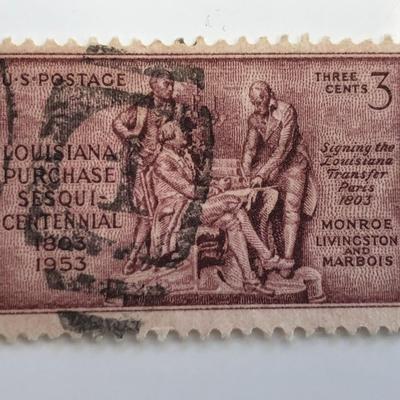 U.S. POSTAGE
THREE
CENTS 3
LOUISIANA
PURCHASE
SESQUI-
CENTENNIAL
1803
1953
Signing the
Louisiana
Transfer
Paris
1803
MONROE
LIVINGSTON
AND
MARBOIS